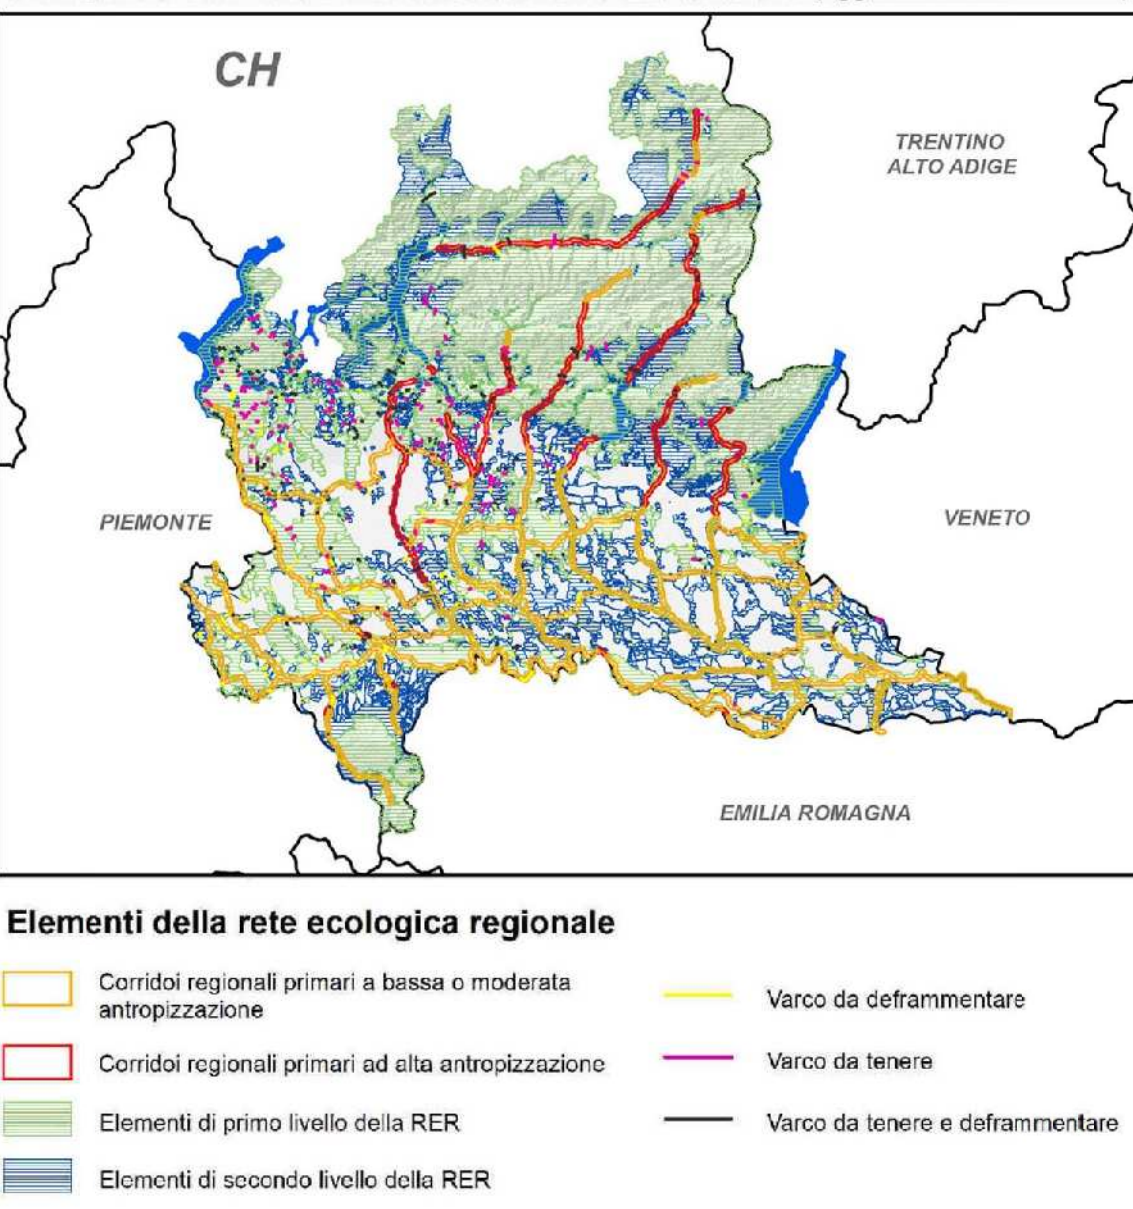 CH
TRENTINO
ALTO ADIGE
PIEMONTE
VENETO
EMILIA ROMAGNA
Elementi della rete ecologica regionale
Corridoi regionali primari a bassa o moderata
antropizzazione
Corridoi regionali primari ad alta antropizzazione
Elementi di primo livello della RER
Elementi di secondo livello della RER
Varco da deframmentare
Varco da tenere
Varco da tenere e deframmentare